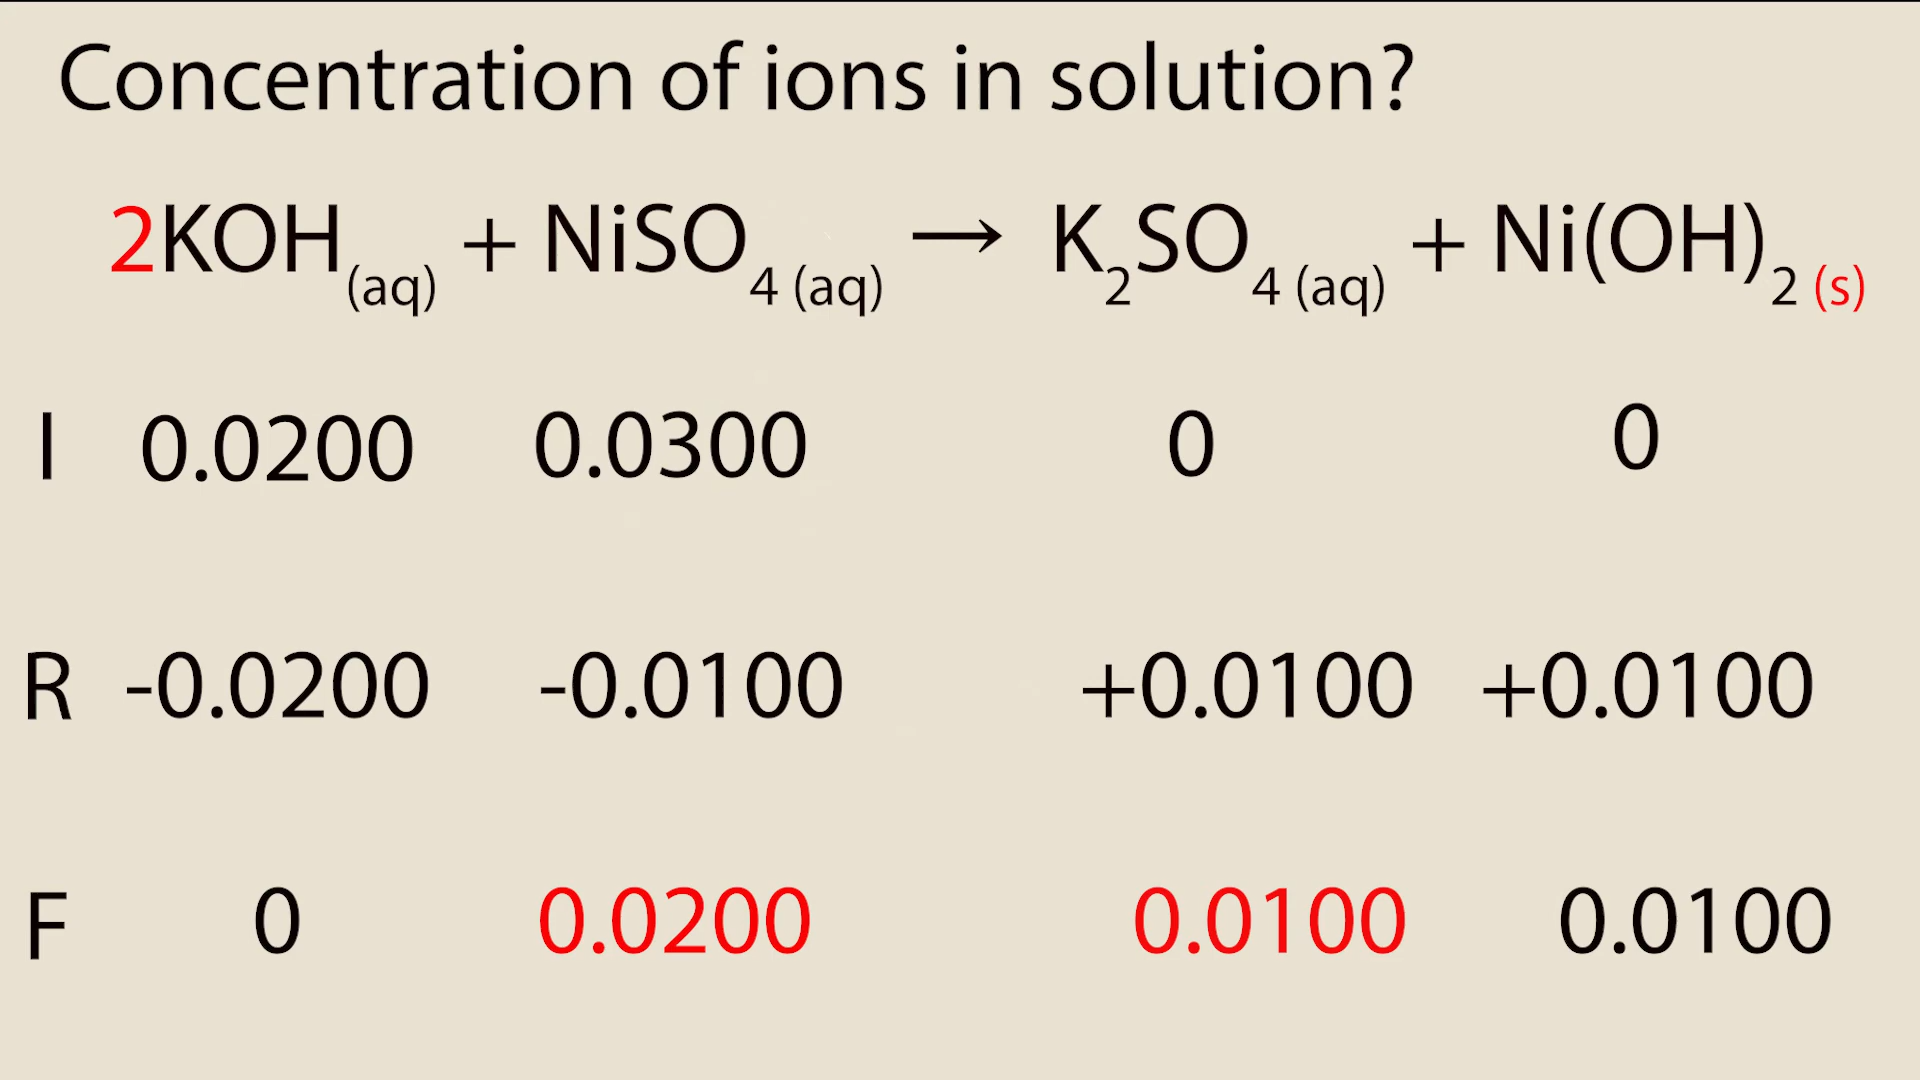 Concentration of ions in solution?
2KOH(aq) + NiSO4 (aq) → K2SO4 (aq) + Ni(OH)2 (s)
I 0.0200 0.0300 0 0
R -0.0200 -0.0100 +0.0100 +0.0100
F 0 0.0200 0.0100 0.0100